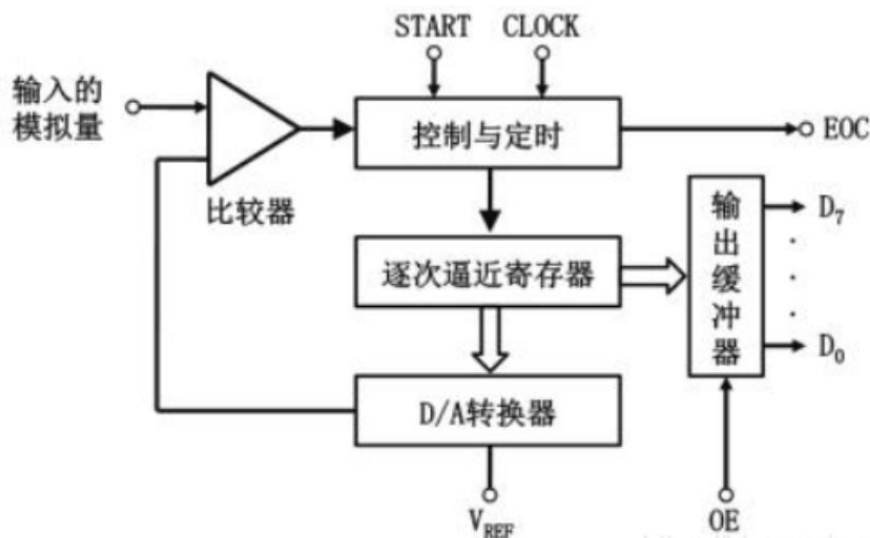 START
CLOCK
输入的
模拟量
控制与定时
EOC
比较器
逐次逼近寄存器
输出缓冲器
D7
D0
D/A转换器
VREF
OE